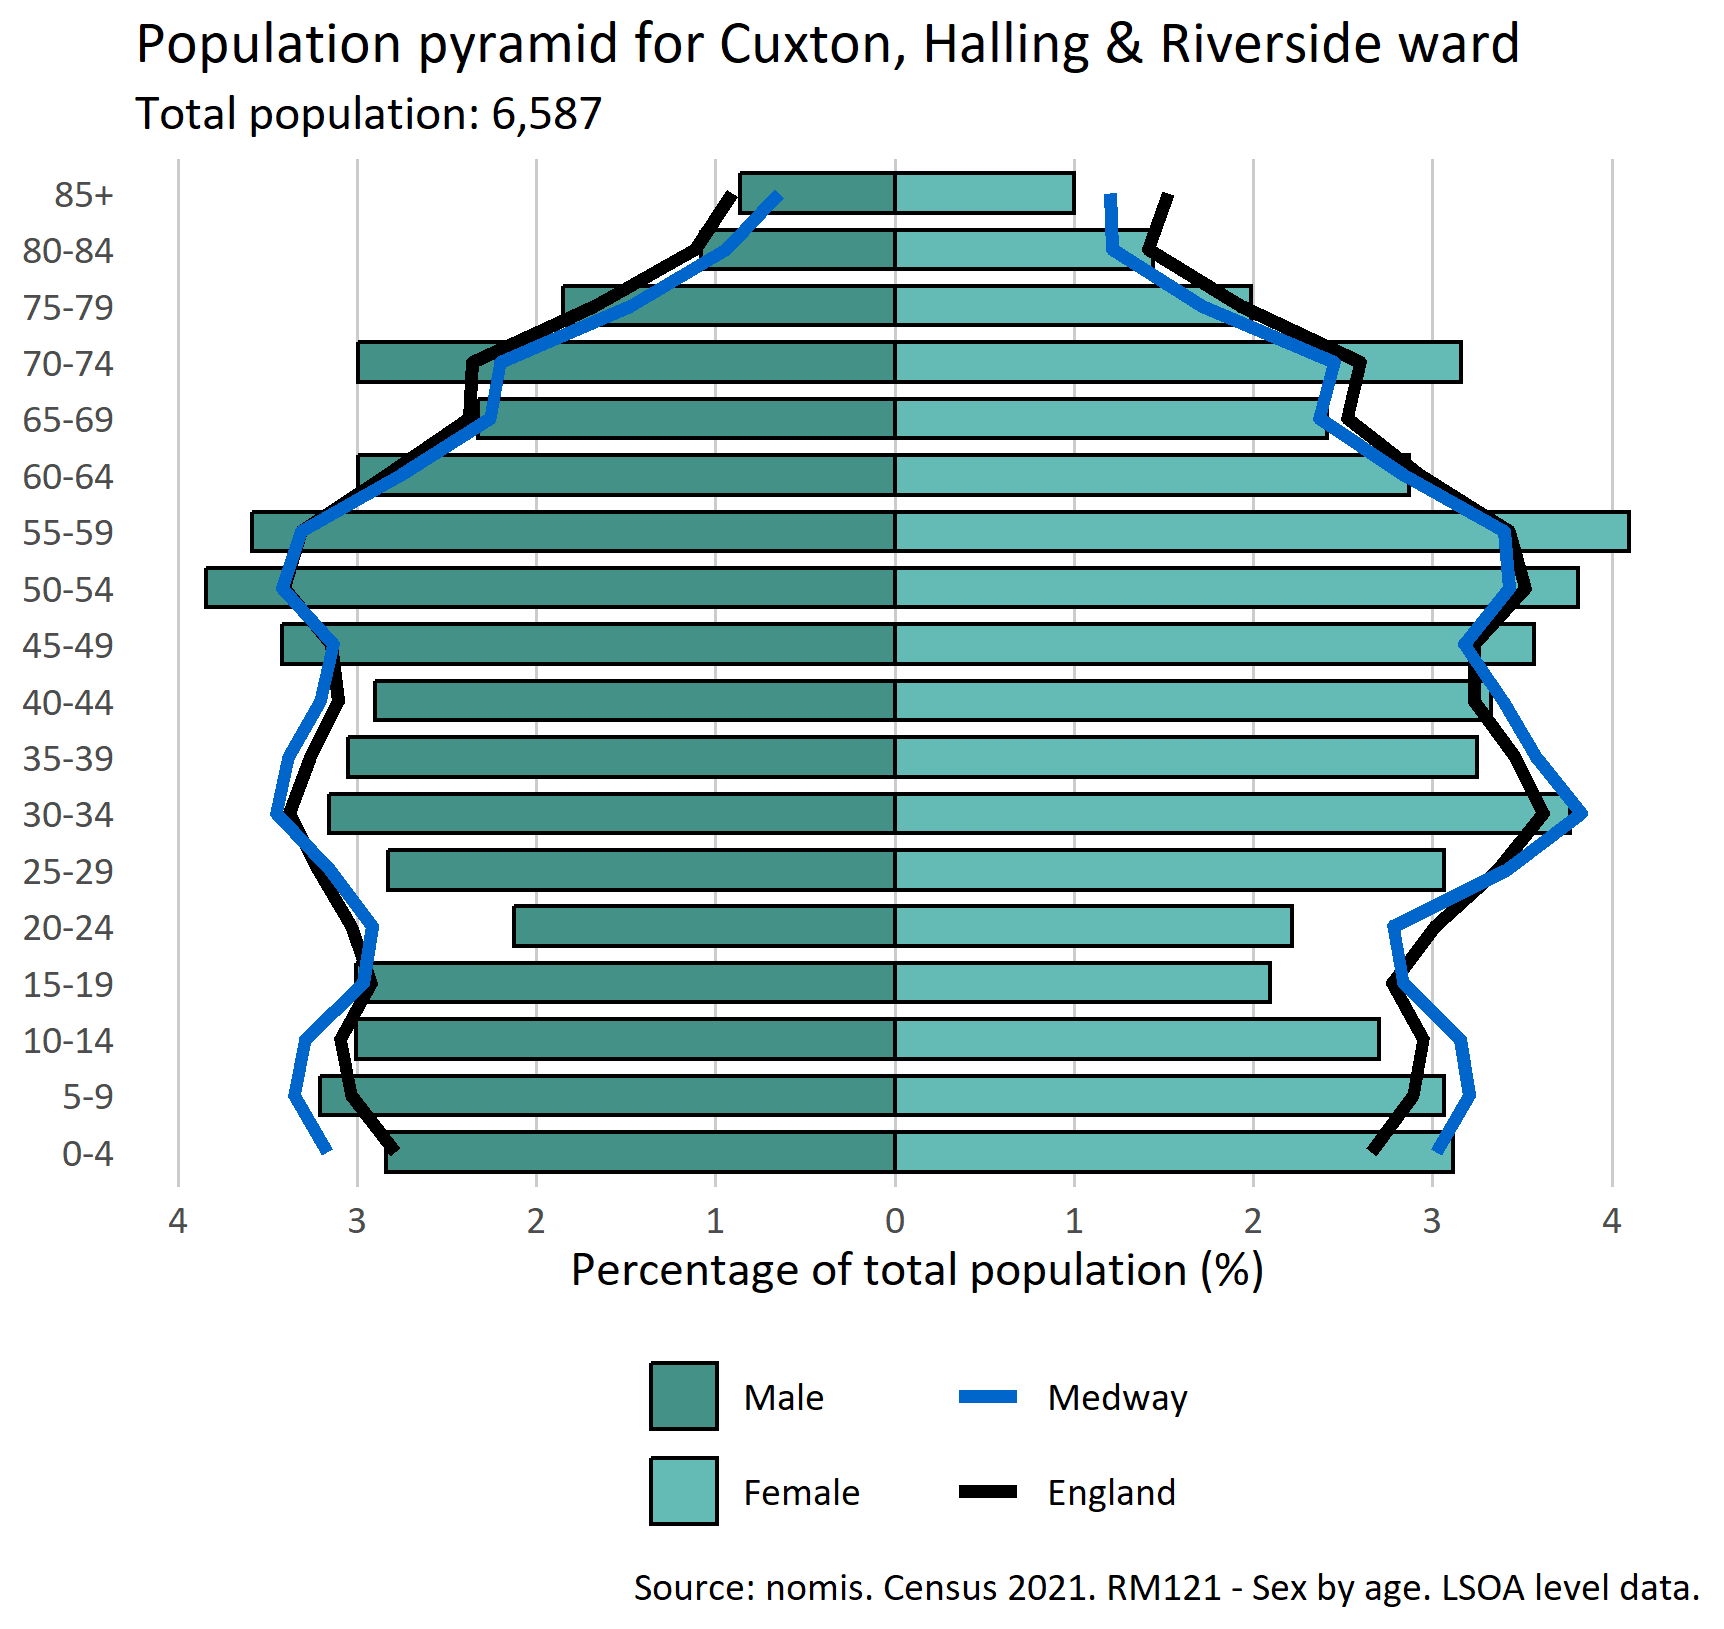 Population pyramid for Cuxton, Halling & Riverside ward
Total population: 6,587
85+
80-84
75-79
70-74
65-69
60-64
55-59
50-54
45-49
40-44
35-39
30-34
25-29
20-24
15-19
10-14
5-9
0-4
4 3 2 1 0 1 2 3 4
Percentage of total population (%)
Male Medway
Female England
Source: nomis. Census 2021. RM121 - Sex by age. LSOA level data.